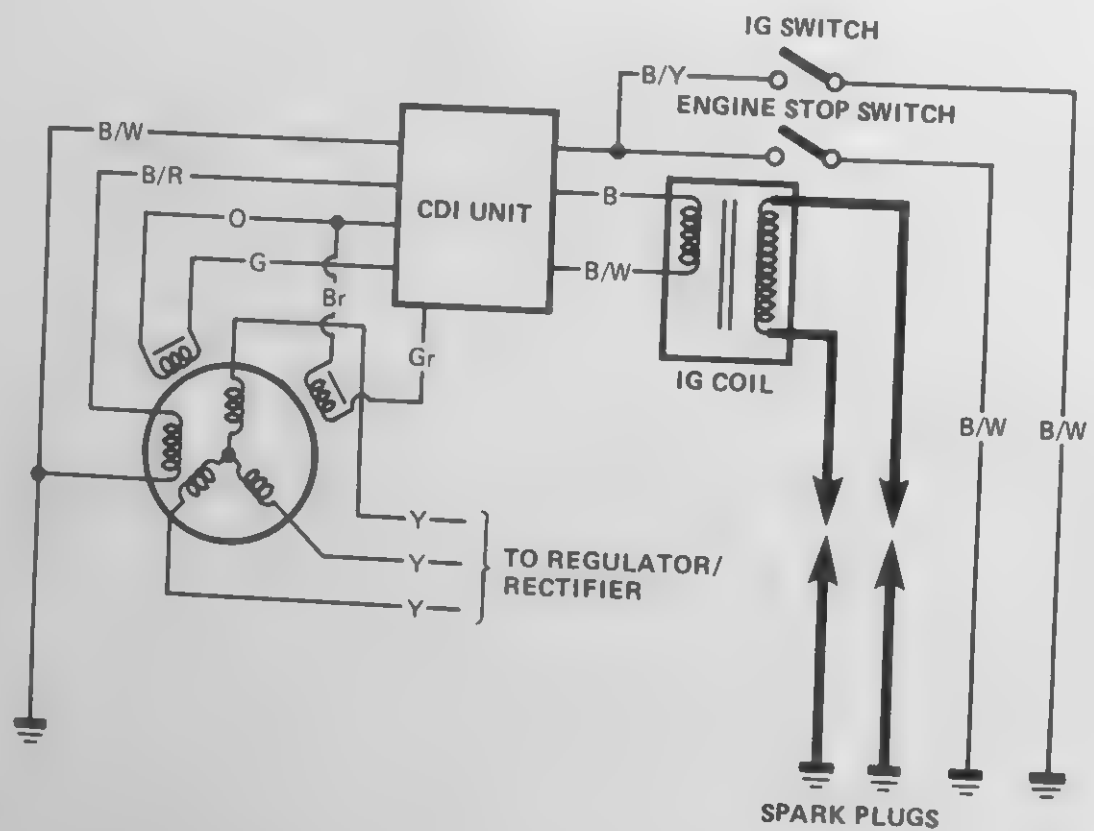 IG SWITCH
B/Y
ENGINE STOP SWITCH
B/W
B/R
CDI UNIT
B
O
G
B/W
Br
Gr
IG COIL
B/W
B/W
Y
Y
TO REGULATOR/
RECTIFIER
Y
SPARK PLUGS